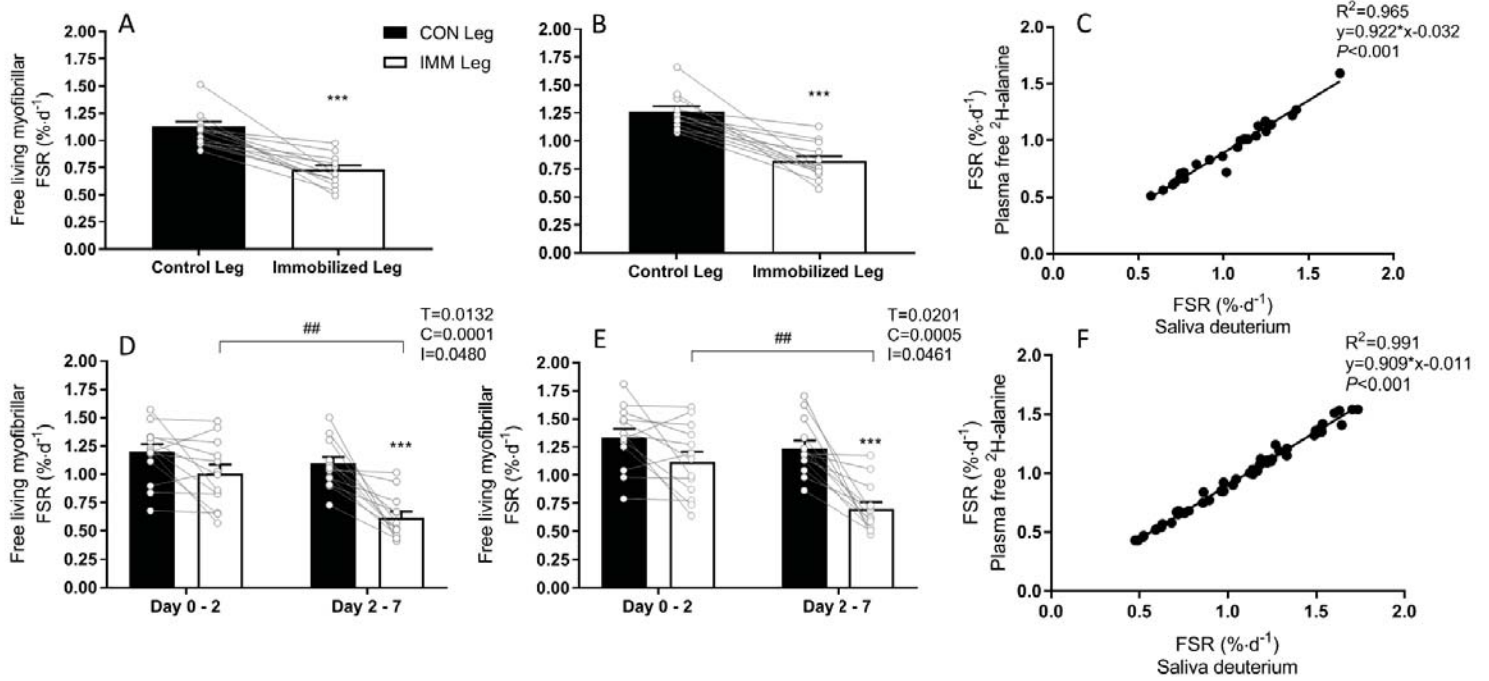 A
Free living myofibrillar
FSR (%·d⁻¹)
2.00
1.75
1.50
1.25
1.00
0.75
0.50
0.25
0.00
***
CON Leg
IMM Leg
Control Leg
Immobilized Leg
B
2.00
1.75
1.50
1.25
1.00
0.75
0.50
0.25
0.00
***
Control Leg
Immobilized Leg
C
R²=0.965
y=0.922*x-0.032
P<0.001
FSR (%·d⁻¹)
Plasma free ²H-alanine
2.0
1.5
1.0
0.5
0.0
0.0
0.5
1.0
1.5
2.0
FSR (%·d⁻¹)
Saliva deuterium
D
##
T=0.0132
C=0.0001
I=0.0480
Free living myofibrillar
FSR (%·d⁻¹)
2.00
1.75
1.50
1.25
1.00
0.75
0.50
0.25
0.00
***
Day 0 - 2
Day 2 - 7
E
##
T=0.0201
C=0.0005
I=0.0461
Free living myofibrillar
FSR (%·d⁻¹)
2.00
1.75
1.50
1.25
1.00
0.75
0.50
0.25
0.00
***
Day 0 - 2
Day 2 - 7
F
R²=0.991
y=0.909*x-0.011
P<0.001
FSR (%·d⁻¹)
Plasma free ²H-alanine
2.0
1.5
1.0
0.5
0.0
0.0
0.5
1.0
1.5
2.0
FSR (%·d⁻¹)
Saliva deuterium